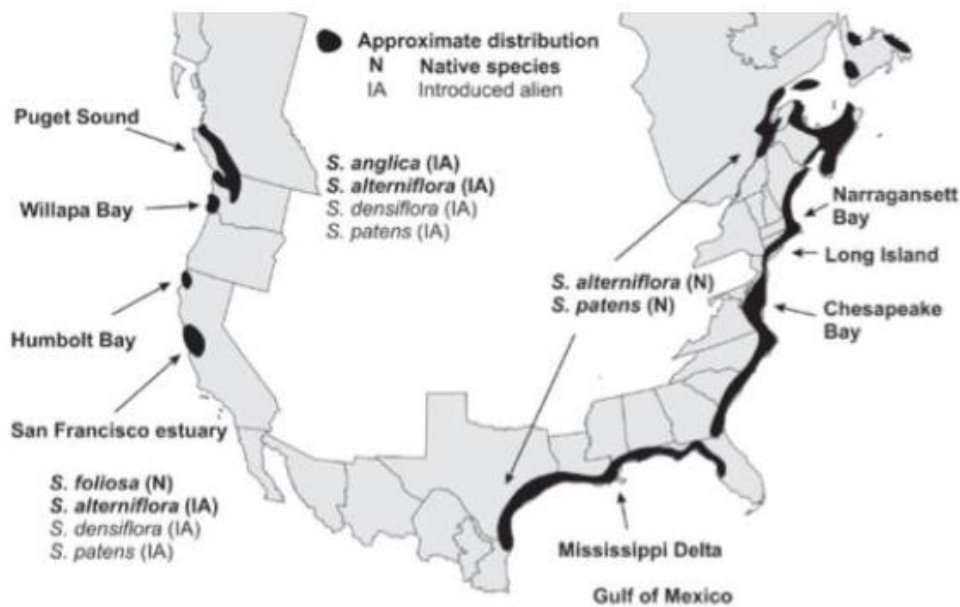 Approximate distribution
N Native species
IA Introduced alien
Puget Sound
S. anglica (IA)
S. alterniflora (IA)
S. densiflora (IA)
S. patens (IA)
Willapa Bay
Narragansett
Bay
Long Island
S. alterniflora (N)
S. patens (N)
Chesapeake
Bay
Humbolt Bay
San Francisco estuary
S. foliosa (N)
S. alterniflora (IA)
S. densiflora (IA)
S. patens (IA)
Mississippi Delta
Gulf of Mexico